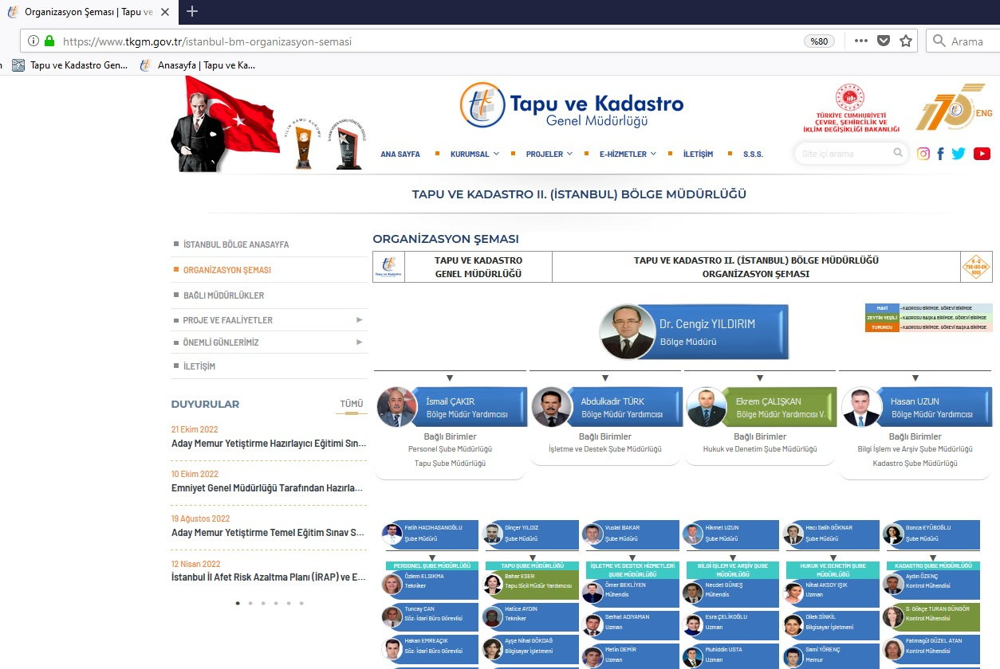 Organizasyon Şeması | Tapu ve
https://www.tkgm.gov.tr/istanbul-bm-organizasyon-semasi
%80
Arama
Tapu ve Kadastro Gen...
Anasayfa | Tapu ve Ka...
Tapu ve Kadastro
Genel Müdürlüğü
TÜRKİYE CUMHURİYETİ
ÇEVRE, ŞEHİRCİLİK VE
İKLİM DEĞİŞİKLİĞİ BAKANLIĞI
175
ENG
ANA SAYFA
KURUMSAL
PROJELER
E-HİZMETLER
İLETİŞİM
S.S.S.
Site içi arama
TAPU VE KADASTRO II. (İSTANBUL) BÖLGE MÜDÜRLÜĞÜ
İSTANBUL BÖLGE ANASAYFA
ORGANİZASYON ŞEMASI
BAĞLI MÜDÜRLÜKLER
PROJE VE FAALİYETLER
ÖNEMLİ GÜNLERİMİZ
İLETİŞİM
DUYURULAR
TÜMÜ
21 Ekim 2022
Aday Memur Yetiştirme Hazırlayıcı Eğitimi Sın...
10 Ekim 2022
Emniyet Genel Müdürlüğü Tarafından Hazırla...
19 Ağustos 2022
Aday Memur Yetiştirme Temel Eğitim Sınav S...
12 Nisan 2022
İstanbul İl Afet Risk Azaltma Planı (İRAP) ve E...
ORGANİZASYON ŞEMASI
Tapu ve Kadastro
TAPU VE KADASTRO
GENEL MÜDÜRLÜĞÜ
TAPU VE KADASTRO II. (İSTANBUL) BÖLGE MÜDÜRLÜĞÜ
ORGANİZASYON ŞEMASI
K - Q
TSE-ISO-EN
9000
Dr. Cengiz YILDIRIM
Bölge Müdürü
MAVİ - KADROSU BİRİMDE, GÖREVİ BİRİMDE
ZEYTİN YEŞİLİ - KADROSU BAŞKA BİRİMDE, GÖREVİ BİRİMDE
TURUNCU - KADROSU BİRİMDE, GÖREVİ BAŞKA BİRİMDE
İsmail ÇAKIR
Bölge Müdür Yardımcısı
Bağlı Birimler
Personel Şube Müdürlüğü
Tapu Şube Müdürlüğü
Abdulkadir TÜRK
Bölge Müdür Yardımcısı
Bağlı Birimler
İşletme ve Destek Şube Müdürlüğü
Ekrem ÇALIŞKAN
Bölge Müdür Yardımcısı V.
Bağlı Birimler
Hukuk ve Denetim Şube Müdürlüğü
Hasan UZUN
Bölge Müdür Yardımcısı
Bağlı Birimler
Bilgi İşlem ve Arşiv Şube Müdürlüğü
Kadastro Şube Müdürlüğü
Fatih HACIHASANOĞLU
Şube Müdürü
PERSONEL ŞUBE MÜDÜRLÜĞÜ
Özlem ELSIKMA
Tekniker
Tuncay CAN
Söz- İdari Büro Görevlisi
Hakan EMREAÇIK
Söz- İdari Büro Görevlisi
Dinçer YILDIZ
Şube Müdürü
TAPU ŞUBE MÜDÜRLÜĞÜ
Bahar ESER
Tapu Sicil Müdür Yardımcısı
Hatice AYDIN
Tekniker
Ayşe Nihal GÖKDAĞ
Bilgisayar İşletmeni
Vuslat BAKAR
Şube Müdürü
İŞLETME VE DESTEK HİZMETLERİ
ŞUBE MÜDÜRLÜĞÜ
Ömer BEKLİYEN
Mühendis
Serhat ADIYAMAN
Uzman
Metin DEMİR
Uzman
Hikmet UZUN
Şube Müdürü
BİLGİ İŞLEM VE ARŞİV ŞUBE
MÜDÜRLÜĞÜ
Necdet GÜNEŞ
Mühendis
Esra ÇELİKOĞLU
Uzman
Muhiddin USTA
Uzman
Hacı Salih GÖKNAR
Şube Müdürü
HUKUK VE DENETİM ŞUBE
MÜDÜRLÜĞÜ
Nihal AKSOY IŞIK
Uzman
Dilek SİNKİL
Bilgisayar İşletmeni
Sami YÖRENÇ
Memur
Gonca EYÜBOĞLU
Şube Müdürü
KADASTRO ŞUBE MÜDÜRLÜĞÜ
Aydın ÖZENÇ
Kontrol Mühendisi
S- Gökçe TURAN GÜNGÖR
Kontrol Mühendisi
Fatmagül GÜZEL ATAN
Kontrol Mühendisi